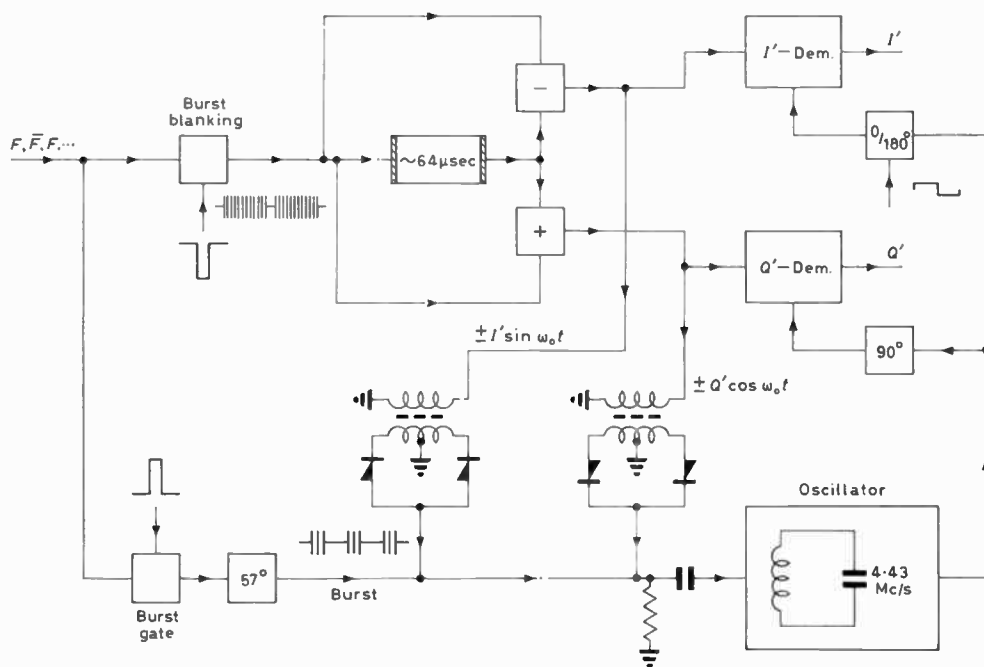 F, F̅, F, ...
Burst
blanking
~64μsec
−
+
I′−Dem.
I′
0/180°
Q′−Dem.
Q′
90°
± I′ sin ω₀t
± Q′ cos ω₀t
Burst
gate
57°
Burst
Oscillator
4·43
Mc/s